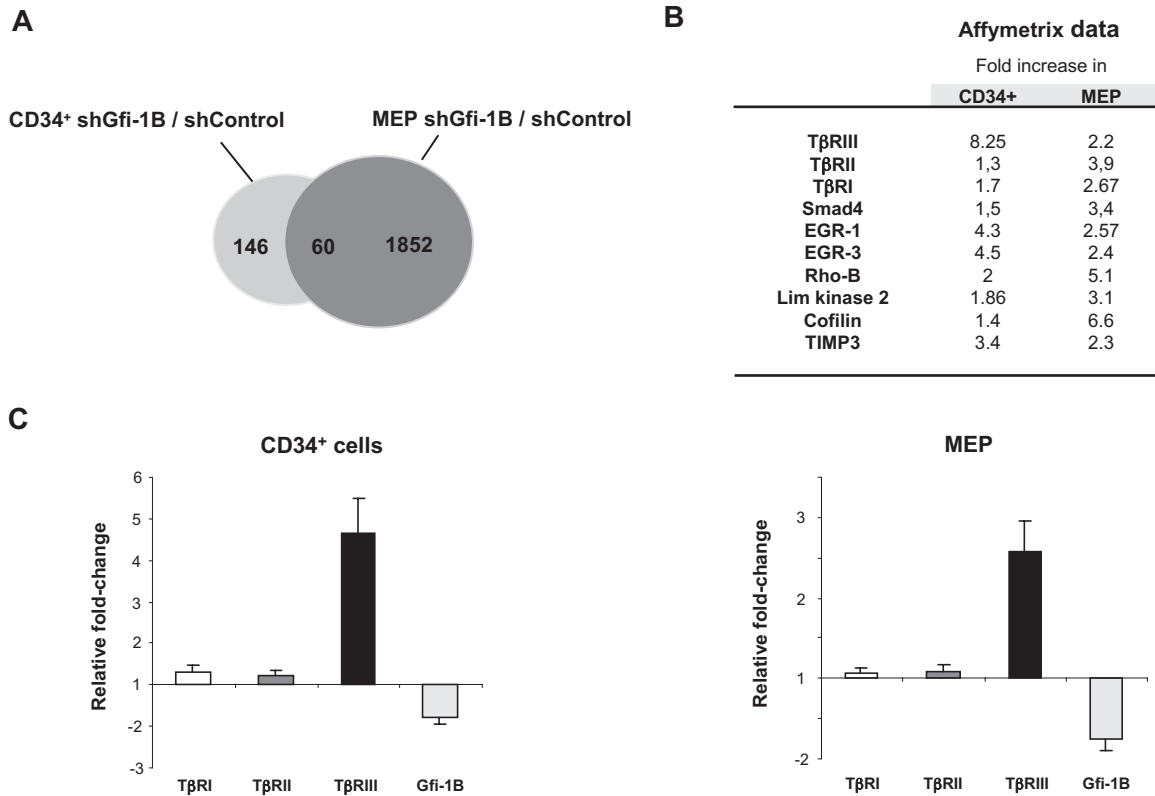 A
CD34+ shGfi-1B / shControl
MEP shGfi-1B / shControl
146
60
1852
B
Affymetrix data
Fold increase in
CD34+ MEP
TβRIII 8.25 2.2
TβRII 1,3 3,9
TβRI 1.7 2.67
Smad4 1,5 3,4
EGR-1 4.3 2.57
EGR-3 4.5 2.4
Rho-B 2 5.1
Lim kinase 2 1.86 3.1
Cofilin 1.4 6.6
TIMP3 3.4 2.3
C
CD34+ cells
Relative fold-change
6
5
4
3
2
1
-2
-3
TβRI TβRII TβRIII Gfi-1B
MEP
Relative fold-change
3
2
1
-2
TβRI TβRII TβRIII Gfi-1B